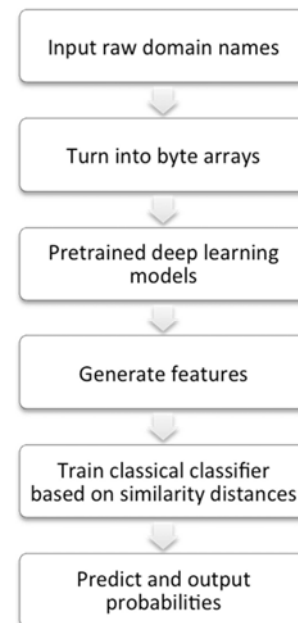 Input raw domain names
Turn into byte arrays
Pretrained deep learning
models
Generate features
Train classical classifier
based on similarity distances
Predict and output
probabilities